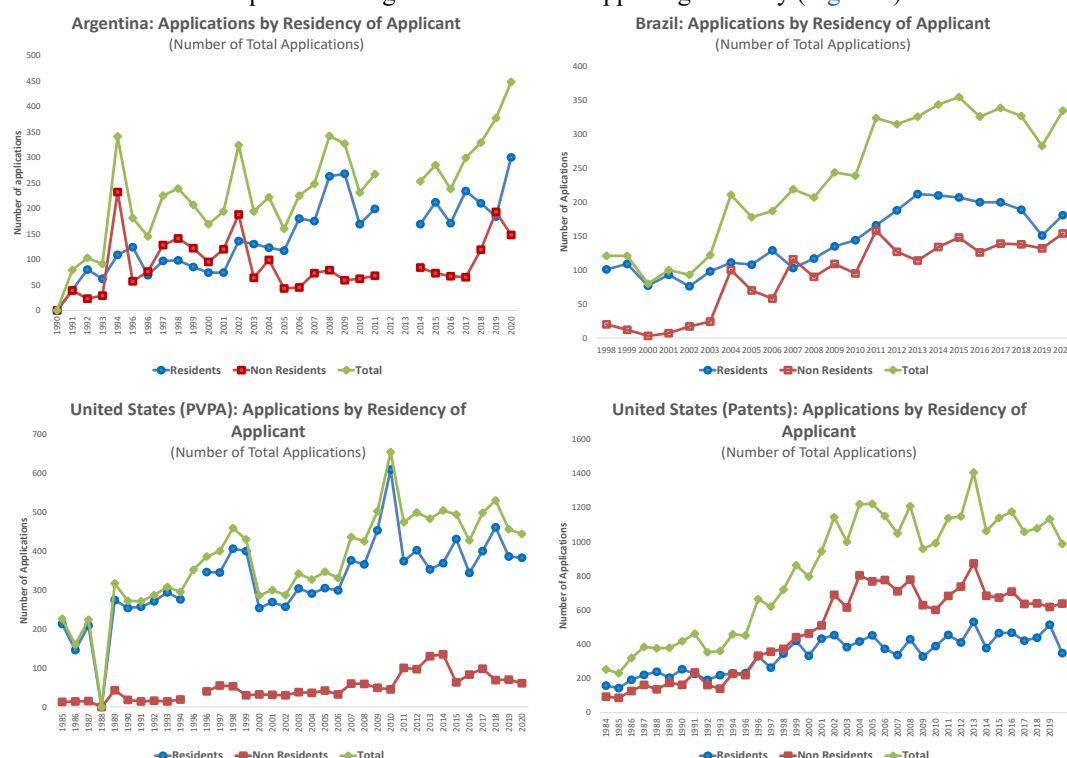 Argentina: Applications by Residency of Applicant
(Number of Total Applications)
Number of applications
500
450
400
350
300
250
200
150
100
50
0
1990 1991 1992 1993 1994 1995 1996 1997 1998 1999 2000 2001 2002 2003 2004 2005 2006 2007 2008 2009 2010 2011 2012 2013 2014 2015 2016 2017 2018 2019 2020
Residents Non Residents Total
Brazil: Applications by Residency of Applicant
(Number of Total Applications)
Number of Aplications
400
350
300
250
200
150
100
50
0
1998 1999 2000 2001 2002 2003 2004 2005 2006 2007 2008 2009 2010 2011 2012 2013 2014 2015 2016 2017 2018 2019 202
Residents Non Residents Total
United States (PVPA): Applications by Residency of
Applicant
(Number of Total Applications)
Number of Applications
700
600
500
400
300
200
100
0
1985 1986 1987 1988 1989 1990 1991 1992 1993 1994 1995 1996 1997 1998 1999 2000 2001 2002 2003 2004 2005 2006 2007 2008 2009 2010 2011 2012 2013 2014 2015 2016 2017 2018 2019 2020
Residents Non Residents Total
United States (Patents): Applications by Residency of
Applicant
(Number of Total Applications)
Number of Applications
1600
1400
1200
1000
800
600
400
200
0
1984 1985 1986 1987 1988 1989 1990 1991 1992 1993 1994 1995 1996 1997 1998 1999 2000 2001 2002 2003 2004 2005 2006 2007 2008 2009 2010 2011 2012 2013 2014 2015 2016 2017 2018 2019
Residents Non Residents Total